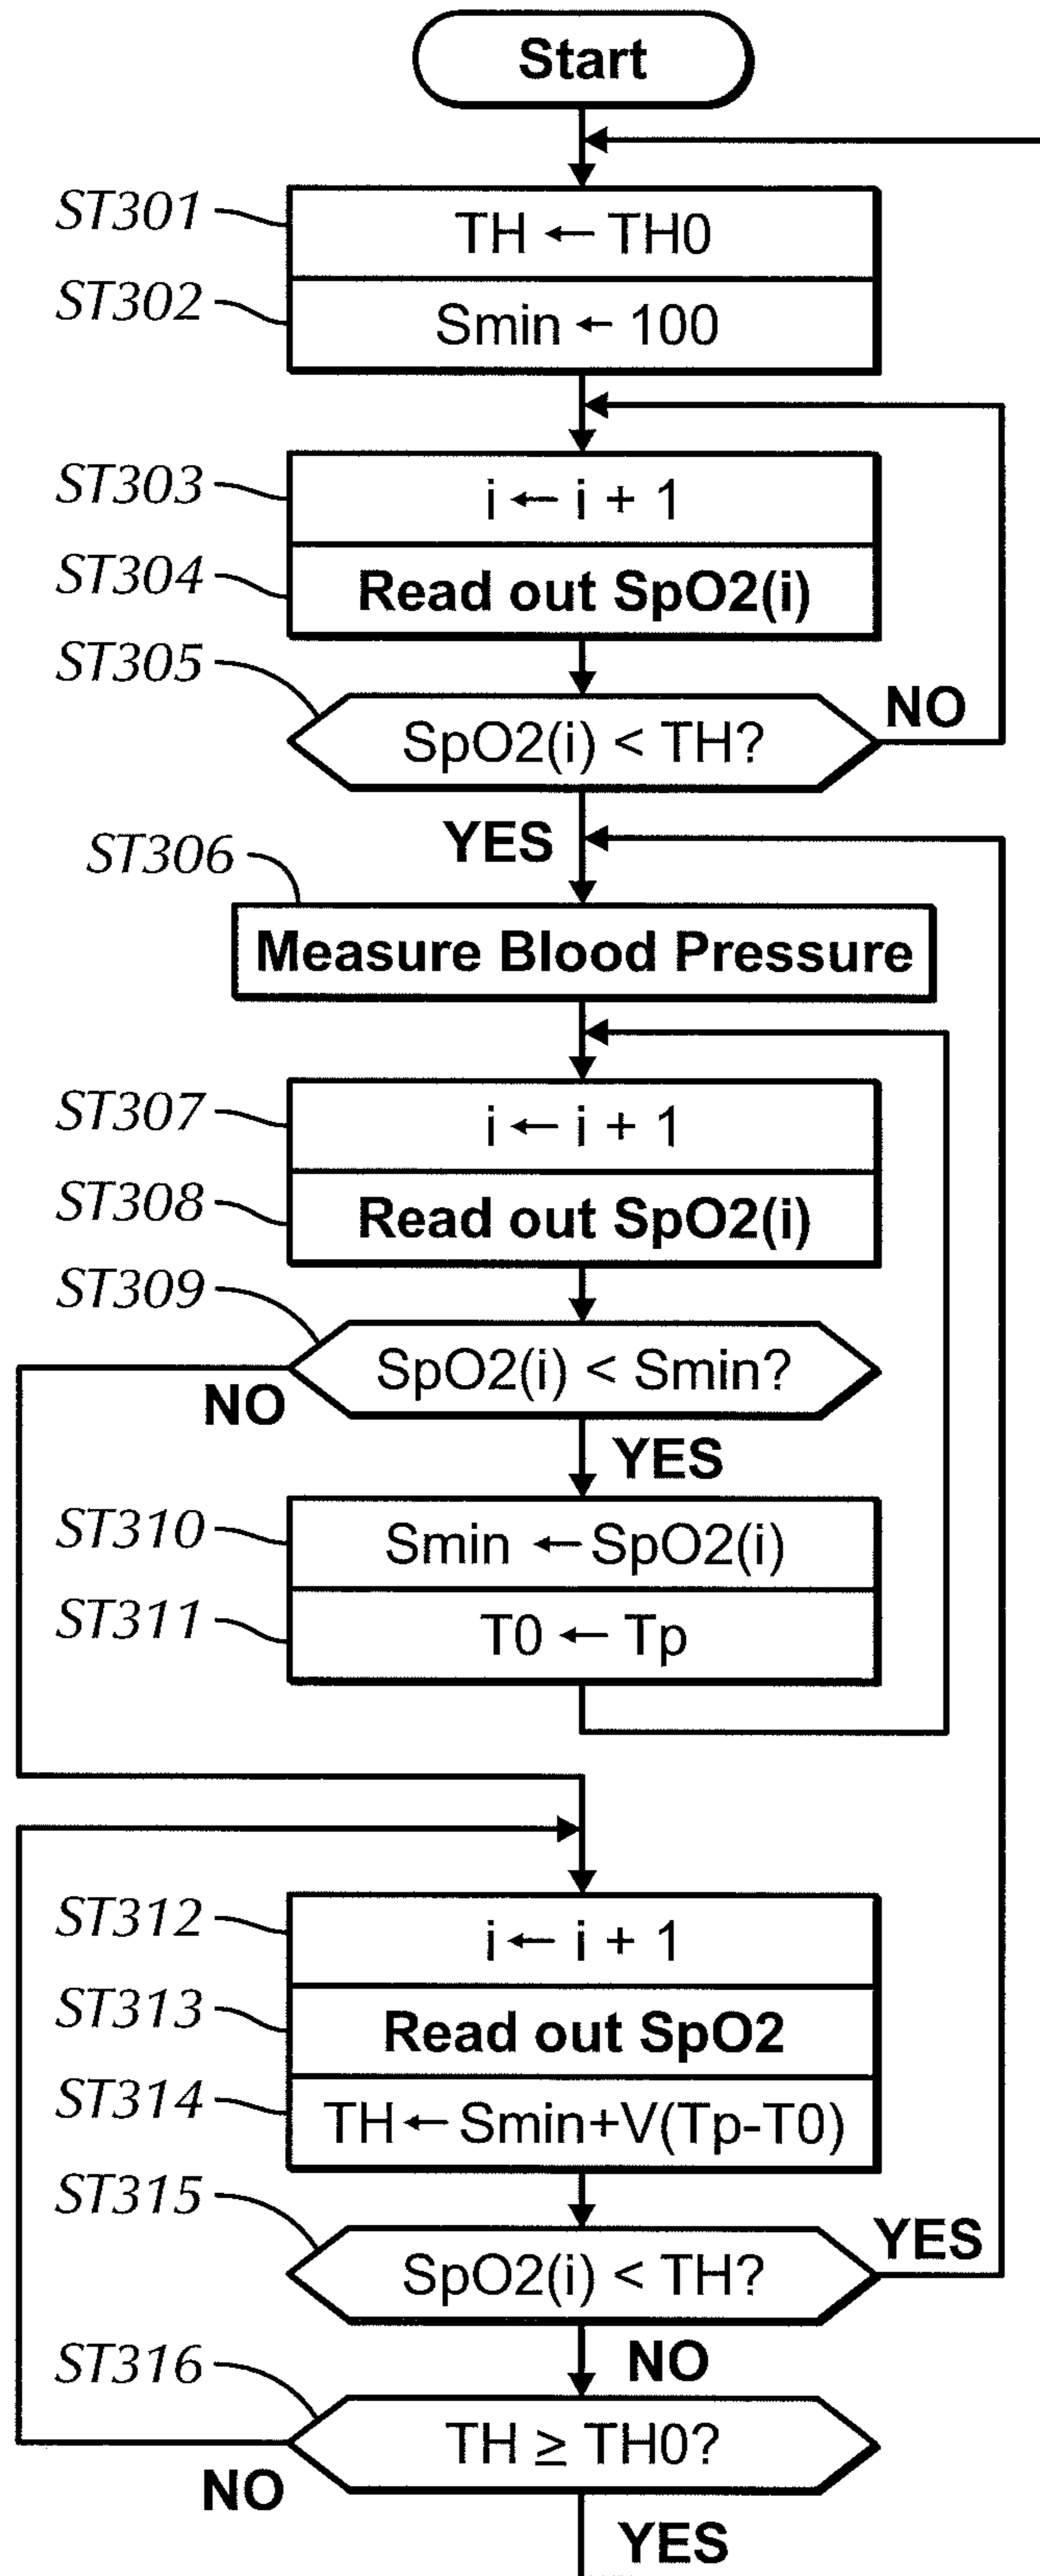 Start
ST301
TH ← TH0
ST302
Smin ← 100
ST303
i ← i + 1
ST304
Read out SpO2(i)
ST305
SpO2(i) < TH?
NO
YES
ST306
Measure Blood Pressure
ST307
i ← i + 1
ST308
Read out SpO2(i)
ST309
SpO2(i) < Smin?
NO
YES
ST310
Smin ← SpO2(i)
ST311
T0 ← Tp
ST312
i ← i + 1
ST313
Read out SpO2
ST314
TH ← Smin+V(Tp-T0)
ST315
SpO2(i) < TH?
YES
NO
ST316
TH ≥ TH0?
NO
YES